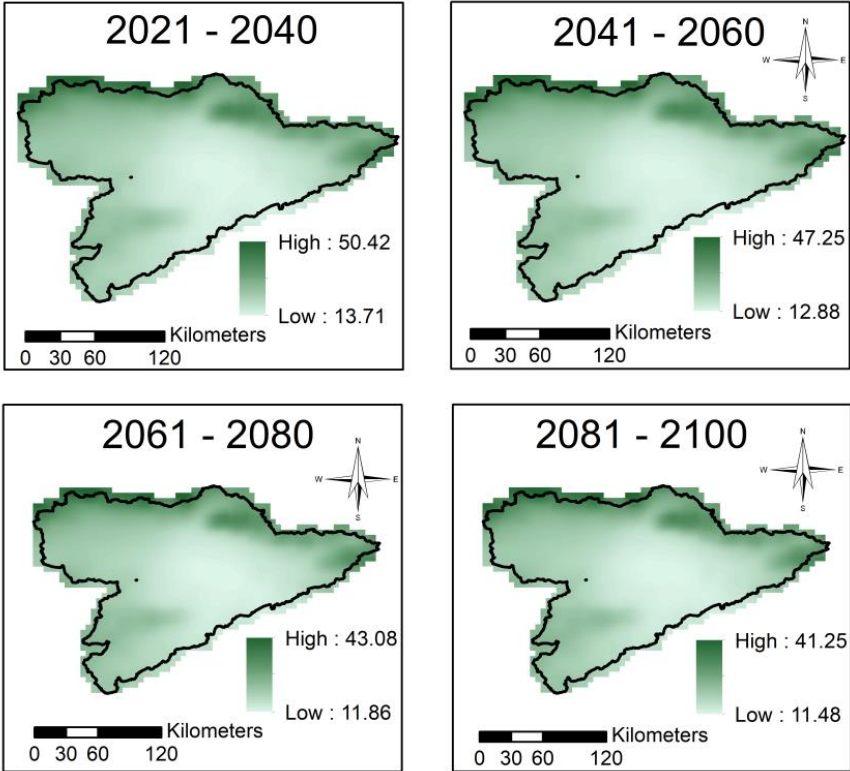 2021 - 2040
High : 50.42
Low : 13.71
Kilometers
0 30 60 120
2041 - 2060
N
W E
S
High : 47.25
Low : 12.88
Kilometers
0 30 60 120
2061 - 2080
N
W E
S
High : 43.08
Low : 11.86
Kilometers
0 30 60 120
2081 - 2100
N
W E
S
High : 41.25
Low : 11.48
Kilometers
0 30 60 120